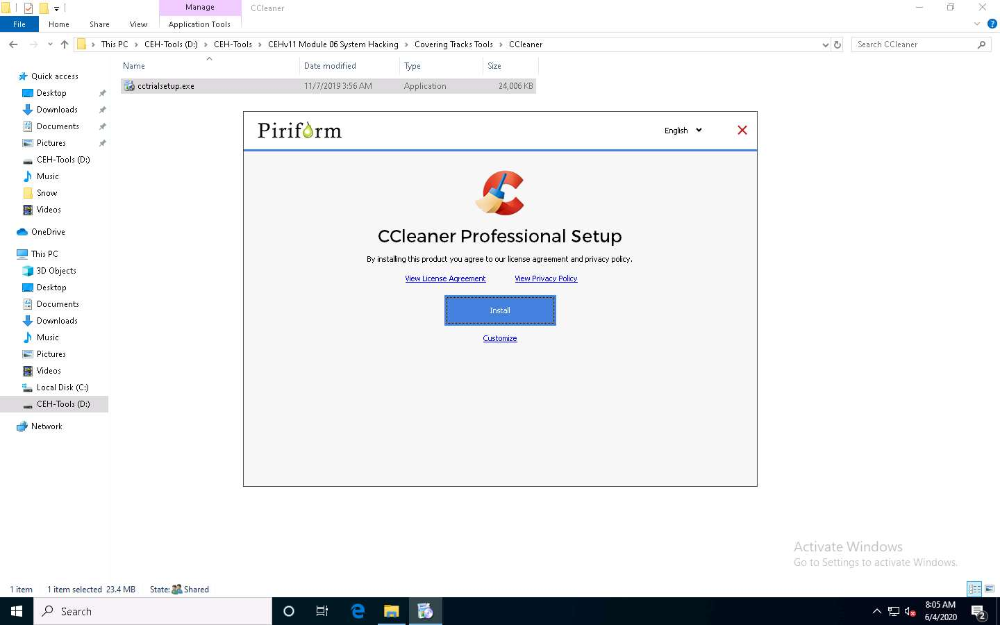 Manage
CCleaner
File
Home
Share
View
Application Tools
This PC
CEH-Tools (D:)
CEH-Tools
CEHv11 Module 06 System Hacking
Covering Tracks Tools
CCleaner
Search CCleaner
Name
Date modified
Type
Size
cctrialsetup.exe
11/7/2019 3:56 AM
Application
24,006 KB
Quick access
Desktop
Downloads
Documents
Pictures
CEH-Tools (D:)
Music
Snow
Videos
OneDrive
This PC
3D Objects
Desktop
Documents
Downloads
Music
Pictures
Videos
Local Disk (C:)
CEH-Tools (D:)
Network
Piriform
English
CCleaner Professional Setup
By installing this product you agree to our license agreement and privacy policy.
View License Agreement
View Privacy Policy
Install
Customize
Activate Windows
Go to Settings to activate Windows.
1 item
1 item selected 23.4 MB
State: Shared
Search
8:05 AM
6/4/2020
2